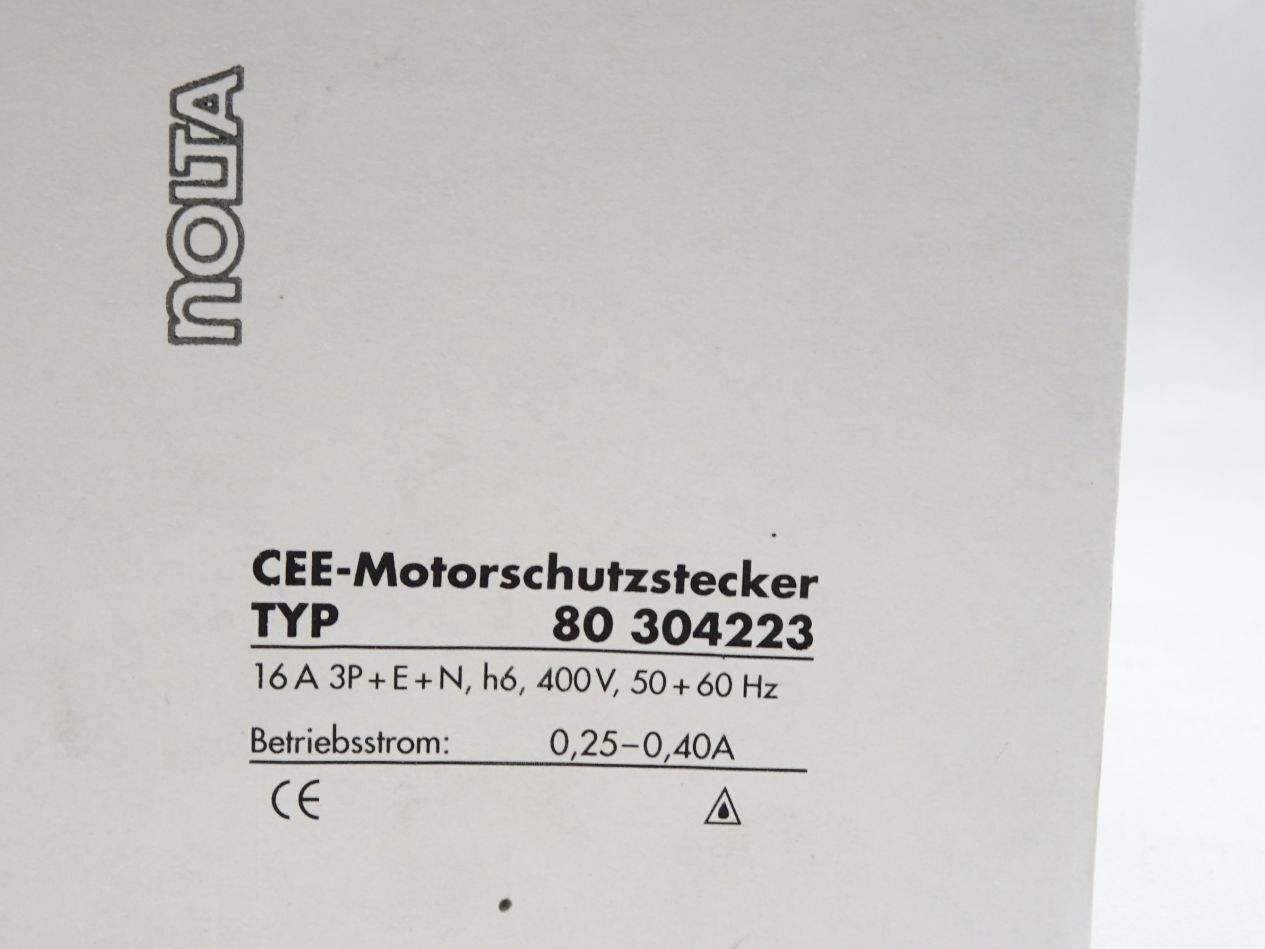 nOLTA
CEE-Motorschutzstecker
TYP 80 304223
16 A 3P+E+N, h6, 400V, 50+60 Hz
Betriebsstrom: 0,25–0,40A
CE